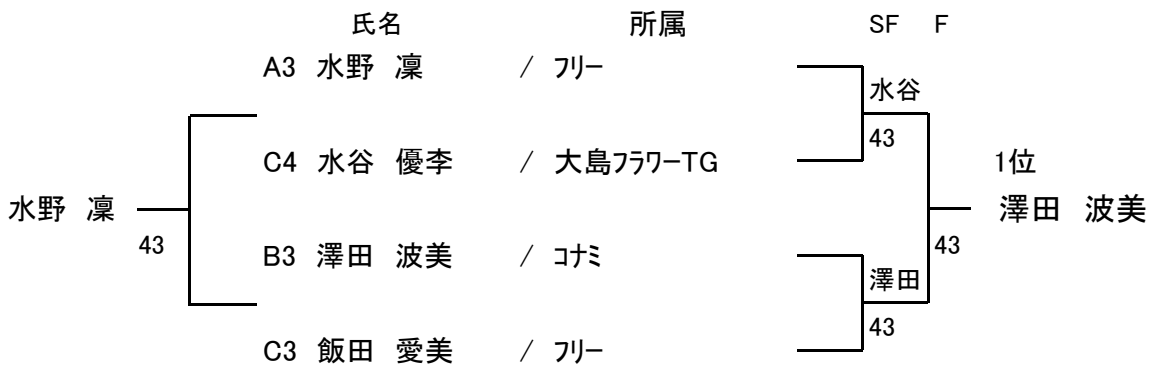 氏名 所属 SF F
A3 水野 凜 / フリー
水谷
43
C4 水谷 優李 / 大島フラワーTG
1位
水野 凜
澤田 波美
43
43
B3 澤田 波美 / コナミ
澤田
43
C3 飯田 愛美 / フリー